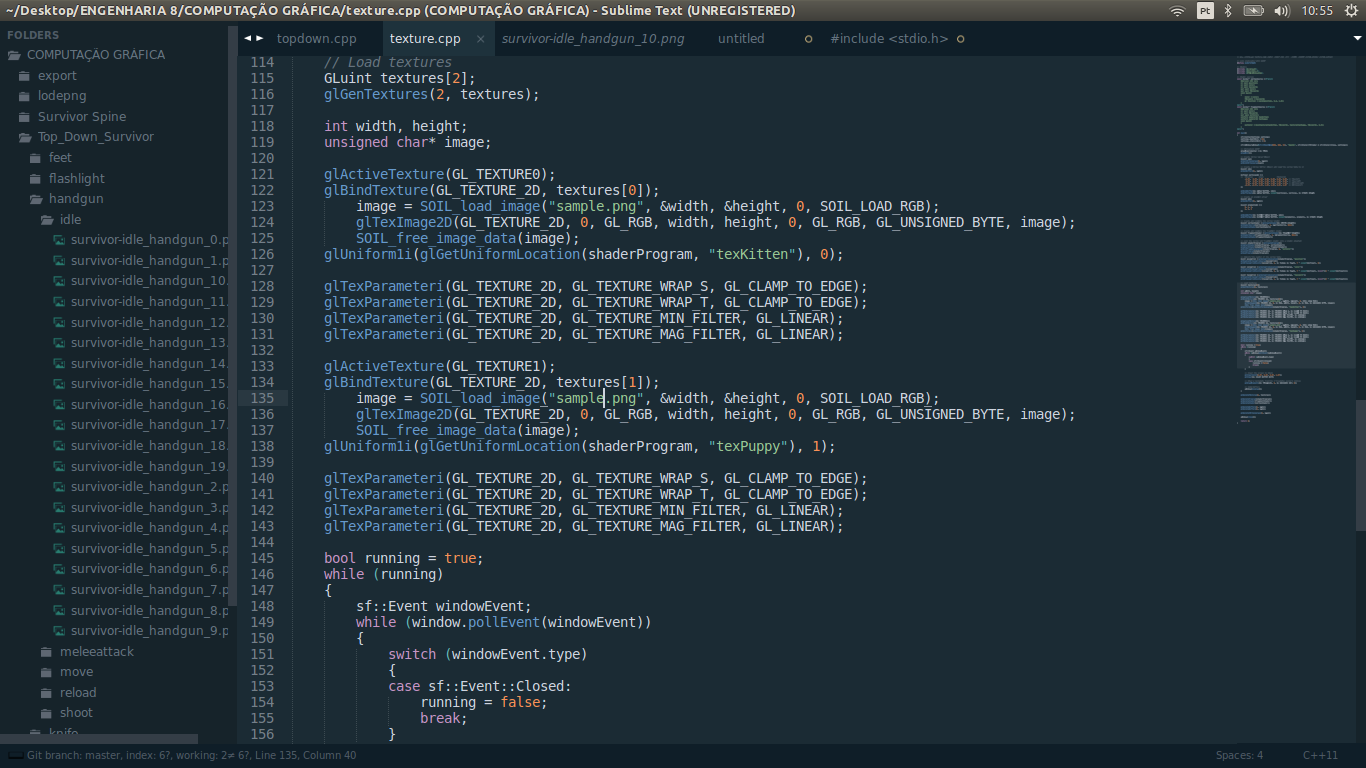 ~/Desktop/ENGENHARIA 8/COMPUTAÇÃO GRÁFICA/texture.cpp (COMPUTAÇÃO GRÁFICA) - Sublime Text (UNREGISTERED)
Pt
10:55
FOLDERS
COMPUTAÇÃO GRÁFICA
export
lodepng
Survivor Spine
Top_Down_Survivor
feet
flashlight
handgun
idle
survivor-idle_handgun_0.p
survivor-idle_handgun_1.p
survivor-idle_handgun_10.
survivor-idle_handgun_11.
survivor-idle_handgun_12.
survivor-idle_handgun_13.
survivor-idle_handgun_14.
survivor-idle_handgun_15.
survivor-idle_handgun_16.
survivor-idle_handgun_17.
survivor-idle_handgun_18.
survivor-idle_handgun_19.
survivor-idle_handgun_2.p
survivor-idle_handgun_3.p
survivor-idle_handgun_4.p
survivor-idle_handgun_5.p
survivor-idle_handgun_6.p
survivor-idle_handgun_7.p
survivor-idle_handgun_8.p
survivor-idle_handgun_9.p
meleeattack
move
reload
shoot
knife
topdown.cpp
texture.cpp ×
survivor-idle_handgun_10.png
untitled
#include <stdio.h>
114 // Load textures
115 GLuint textures[2];
116 glGenTextures(2, textures);
117
118 int width, height;
119 unsigned char* image;
120
121 glActiveTexture(GL_TEXTURE0);
122 glBindTexture(GL_TEXTURE_2D, textures[0]);
123 image = SOIL_load_image("sample.png", &width, &height, 0, SOIL_LOAD_RGB);
124 glTexImage2D(GL_TEXTURE_2D, 0, GL_RGB, width, height, 0, GL_RGB, GL_UNSIGNED_BYTE, image);
125 SOIL_free_image_data(image);
126 glUniform1i(glGetUniformLocation(shaderProgram, "texKitten"), 0);
127
128 glTexParameteri(GL_TEXTURE_2D, GL_TEXTURE_WRAP_S, GL_CLAMP_TO_EDGE);
129 glTexParameteri(GL_TEXTURE_2D, GL_TEXTURE_WRAP_T, GL_CLAMP_TO_EDGE);
130 glTexParameteri(GL_TEXTURE_2D, GL_TEXTURE_MIN_FILTER, GL_LINEAR);
131 glTexParameteri(GL_TEXTURE_2D, GL_TEXTURE_MAG_FILTER, GL_LINEAR);
132
133 glActiveTexture(GL_TEXTURE1);
134 glBindTexture(GL_TEXTURE_2D, textures[1]);
135 image = SOIL_load_image("sample.png", &width, &height, 0, SOIL_LOAD_RGB);
136 glTexImage2D(GL_TEXTURE_2D, 0, GL_RGB, width, height, 0, GL_RGB, GL_UNSIGNED_BYTE, image);
137 SOIL_free_image_data(image);
138 glUniform1i(glGetUniformLocation(shaderProgram, "texPuppy"), 1);
139
140 glTexParameteri(GL_TEXTURE_2D, GL_TEXTURE_WRAP_S, GL_CLAMP_TO_EDGE);
141 glTexParameteri(GL_TEXTURE_2D, GL_TEXTURE_WRAP_T, GL_CLAMP_TO_EDGE);
142 glTexParameteri(GL_TEXTURE_2D, GL_TEXTURE_MIN_FILTER, GL_LINEAR);
143 glTexParameteri(GL_TEXTURE_2D, GL_TEXTURE_MAG_FILTER, GL_LINEAR);
144
145 bool running = true;
146 while (running)
147 {
148 sf::Event windowEvent;
149 while (window.pollEvent(windowEvent))
150 {
151 switch (windowEvent.type)
152 {
153 case sf::Event::Closed:
154 running = false;
155 break;
156 }
Git branch: master, index: 6?, working: 2≠ 6?, Line 135, Column 40
Spaces: 4
C++11